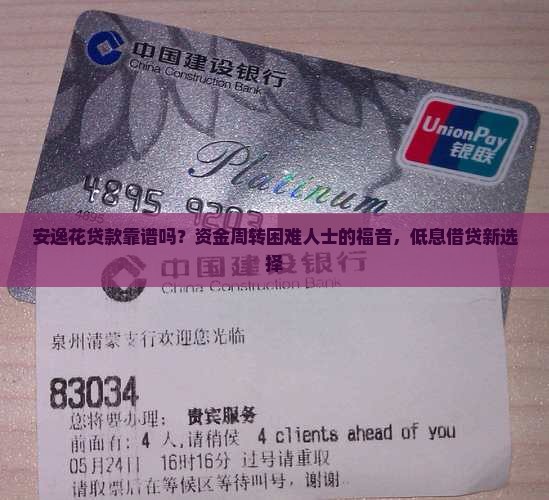 中国建设银行
China Construction Bank
UnionPay
银联
Platinum
4895 9203
安逸花贷款靠谱吗？资金周转困难人士的福音，低息借贷新选
择
中国建设银行
China Construction Bank
泉州清蒙支行欢迎您光临
83034
您将要办理： 贵宾服务
前面有: 4 人,请稍侯 4 clients ahead of you
05月24日 16时16分 过号请重取
请取票后在等候区等待叫号，谢谢